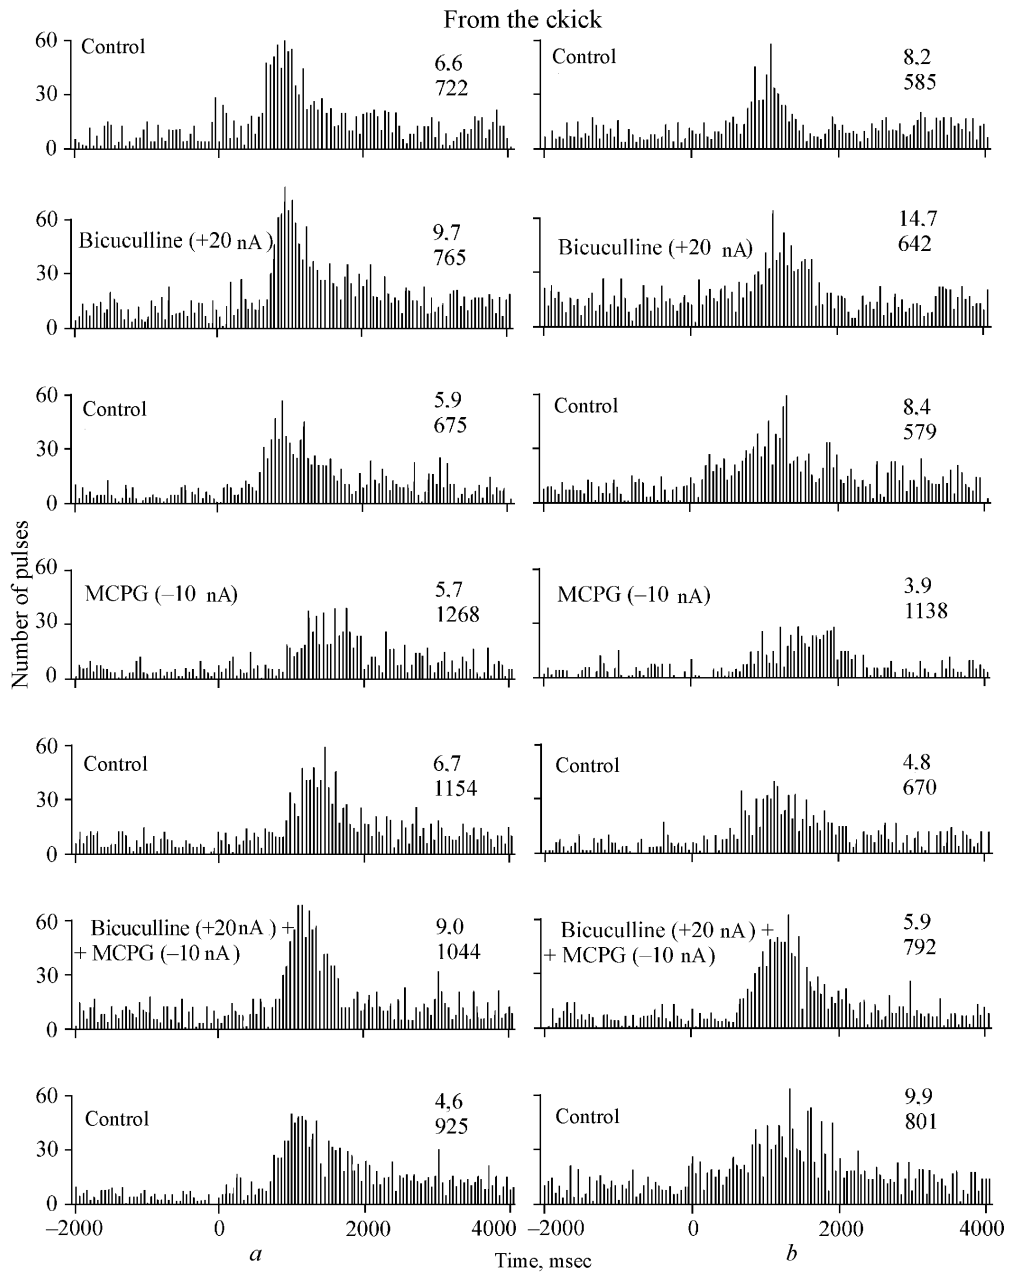 From the ckick
60
30
0
Control
6.6
722
Control
8.2
585
60
30
0
Bicuculline (+20 nA)
9.7
765
Bicuculline (+20 nA)
14.7
642
60
30
0
Control
5.9
675
Control
8.4
579
Number of pulses
60
30
0
MCPG (–10 nA)
5.7
1268
MCPG (–10 nA)
3.9
1138
60
30
0
Control
6.7
1154
Control
4.8
670
60
30
0
Bicuculline (+20nA) +
+ MCPG (–10 nA)
9.0
1044
Bicuculline (+20 nA) +
+ MCPG (–10 nA)
5.9
792
60
30
0
Control
4.6
925
Control
9.9
801
–2000 0 2000 4000 –2000 0 2000 4000
a Time, msec b